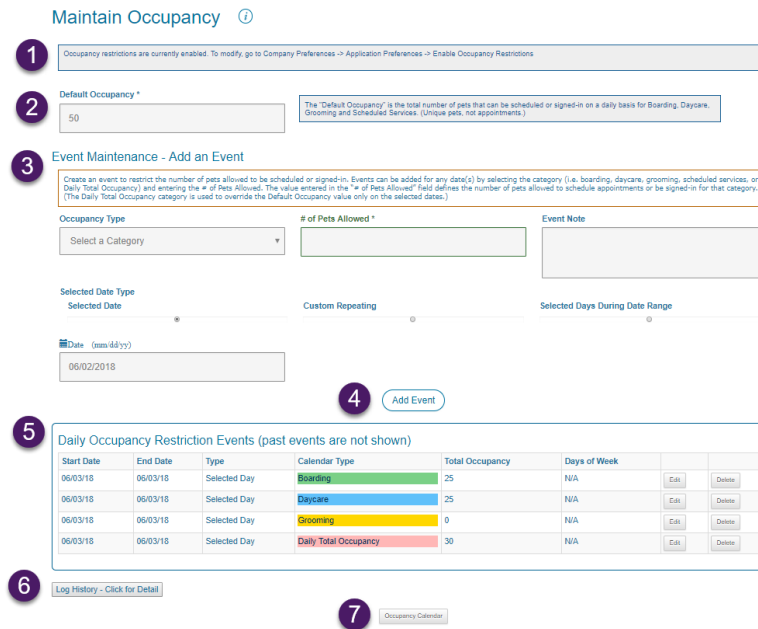 Maintain Occupancy i
1
Occupancy restrictions are currently enabled. To modify, go to Company Preferences -> Application Preferences -> Enable Occupancy Restrictions
2
Default Occupancy *
50
The "Default Occupancy" is the total number of pets that can be scheduled or signed-in on a daily basis for Boarding, Daycare,
Grooming and Scheduled Services. (Unique pets, not appointments.)
3
Event Maintenance - Add an Event
Create an event to restrict the number of pets allowed to be scheduled or signed-in. Events can be added for any date(s) by selecting the category (i.e. boarding, daycare, grooming, scheduled services, or
Daily Total Occupancy) and entering the # of Pets Allowed. The value entered in the "# of Pets Allowed" field defines the number of pets allowed to schedule appointments or be signed-in for that category.
(The Daily Total Occupancy category is used to override the Default Occupancy value only on the selected dates.)
Occupancy Type # of Pets Allowed * Event Note
Select a Category
Selected Date Type
Selected Date Custom Repeating Selected Days During Date Range
Date (mm/dd/yy)
06/02/2018
4 Add Event
5
Daily Occupancy Restriction Events (past events are not shown)
Start Date End Date Type Calendar Type Total Occupancy Days of Week
06/03/18 06/03/18 Selected Day Boarding 25 N/A Edit Delete
06/03/18 06/03/18 Selected Day Daycare 25 N/A Edit Delete
06/03/18 06/03/18 Selected Day Grooming 0 N/A Edit Delete
06/03/18 06/03/18 Selected Day Daily Total Occupancy 30 N/A Edit Delete
6 Log History - Click for Detail
7 Occupancy Calendar